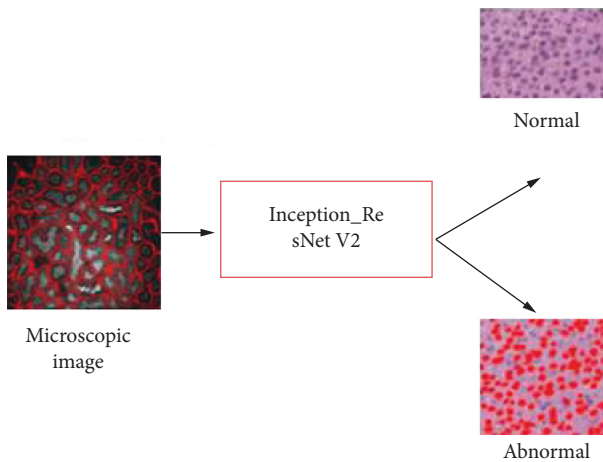 Normal
Microscopic
image
Inception_Re
sNet V2
Abnormal